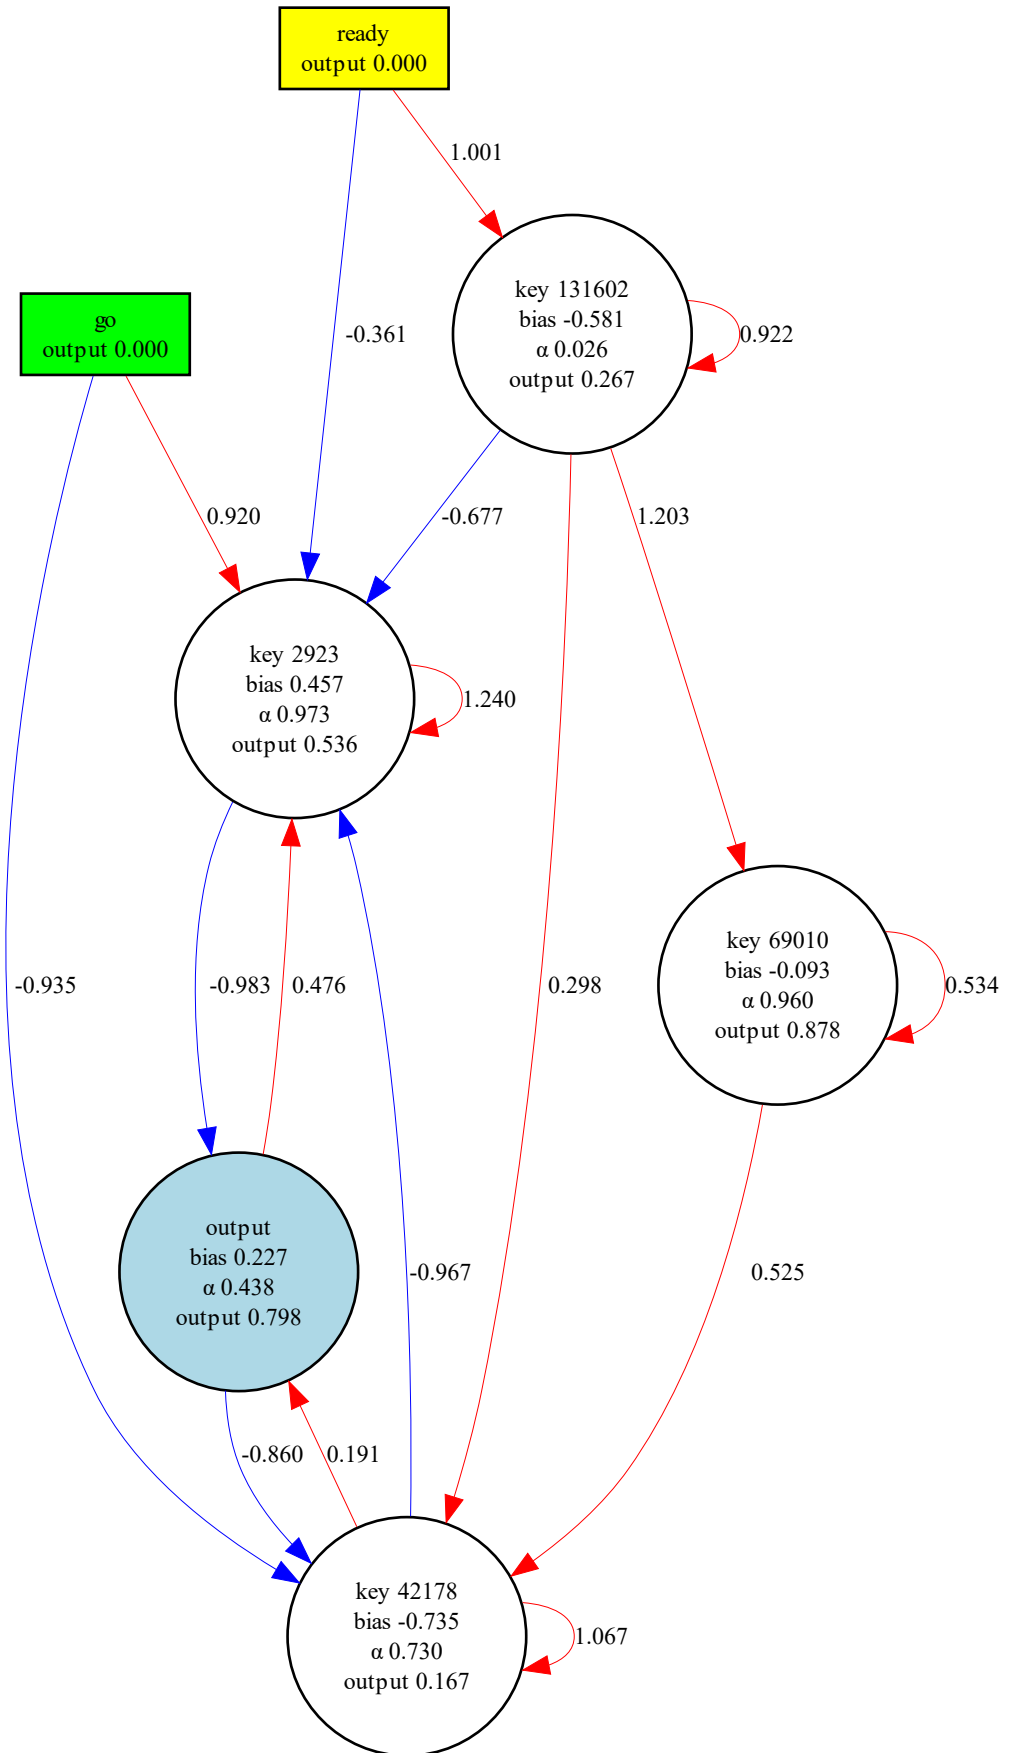 ready
output 0.000
1.001
key 131602
bias -0.581
α 0.026
output 0.267
0.922
go
output 0.000
-0.361
0.920
-0.677
1.203
key 2923
bias 0.457
α 0.973
output 0.536
1.240
key 69010
bias -0.093
α 0.960
output 0.878
0.534
-0.935
-0.983
0.476
0.298
output
bias 0.227
α 0.438
output 0.798
-0.967
0.525
-0.860
0.191
key 42178
bias -0.735
α 0.730
output 0.167
1.067